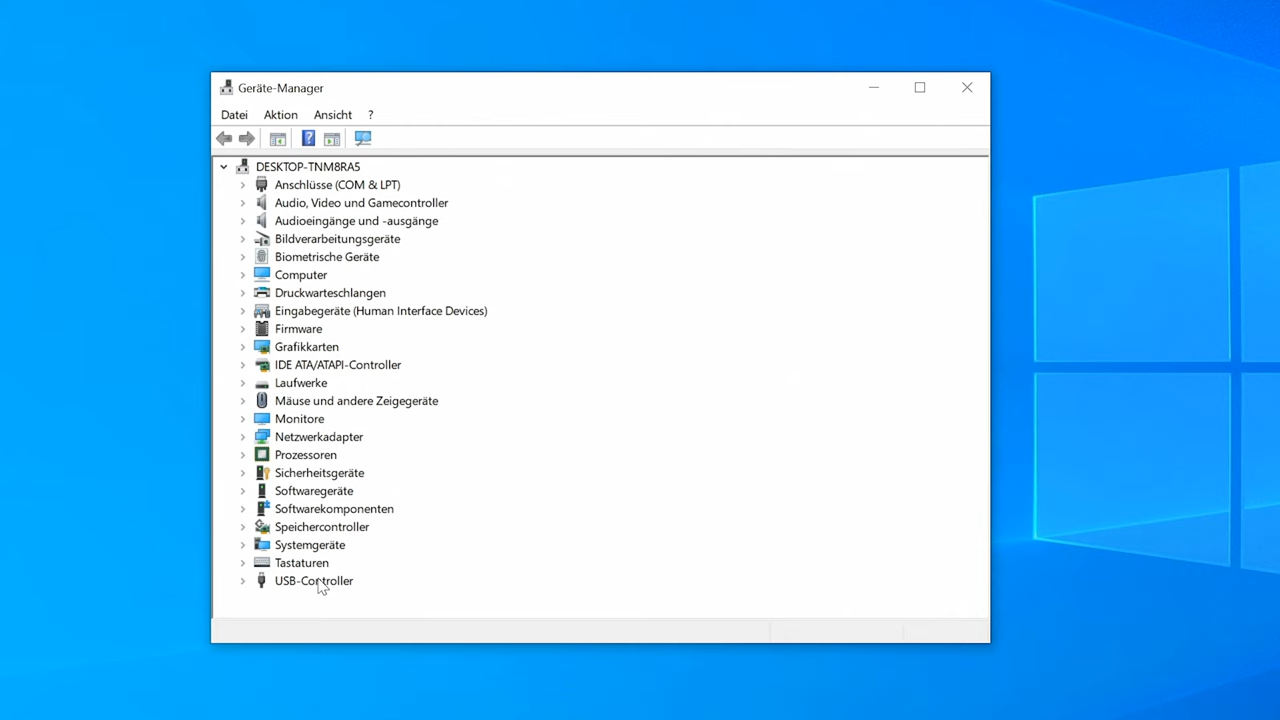 Geräte-Manager
Datei Aktion Ansicht ?
DESKTOP-TNM8RA5
Anschlüsse (COM & LPT)
Audio, Video und Gamecontroller
Audioeingänge und -ausgänge
Bildverarbeitungsgeräte
Biometrische Geräte
Computer
Druckwarteschlangen
Eingabegeräte (Human Interface Devices)
Firmware
Grafikkarten
IDE ATA/ATAPI-Controller
Laufwerke
Mäuse und andere Zeigegeräte
Monitore
Netzwerkadapter
Prozessoren
Sicherheitsgeräte
Softwaregeräte
Softwarekomponenten
Speichercontroller
Systemgeräte
Tastaturen
USB-Controller